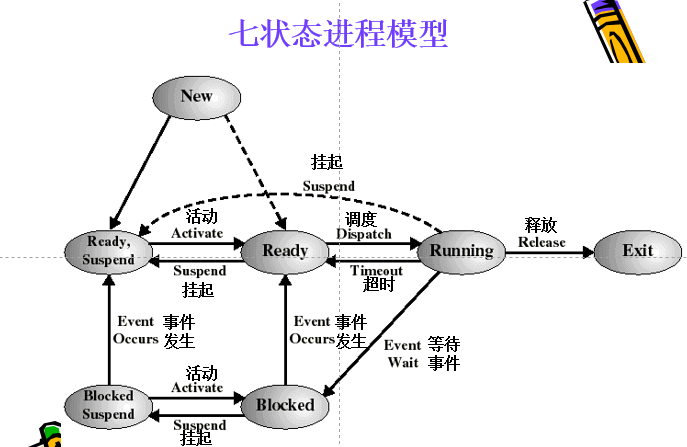 七状态进程模型
New
挂起
Suspend
活动
Activate
调度
Dispatch
释放
Release
Ready,
Suspend
Ready
Running
Exit
Suspend
挂起
Timeout
超时
Event 事件
Occurs 发生
Event 事件
Occurs 发生
Event 等待
Wait 事件
活动
Activate
Blocked
Suspend
Blocked
Suspend
挂起